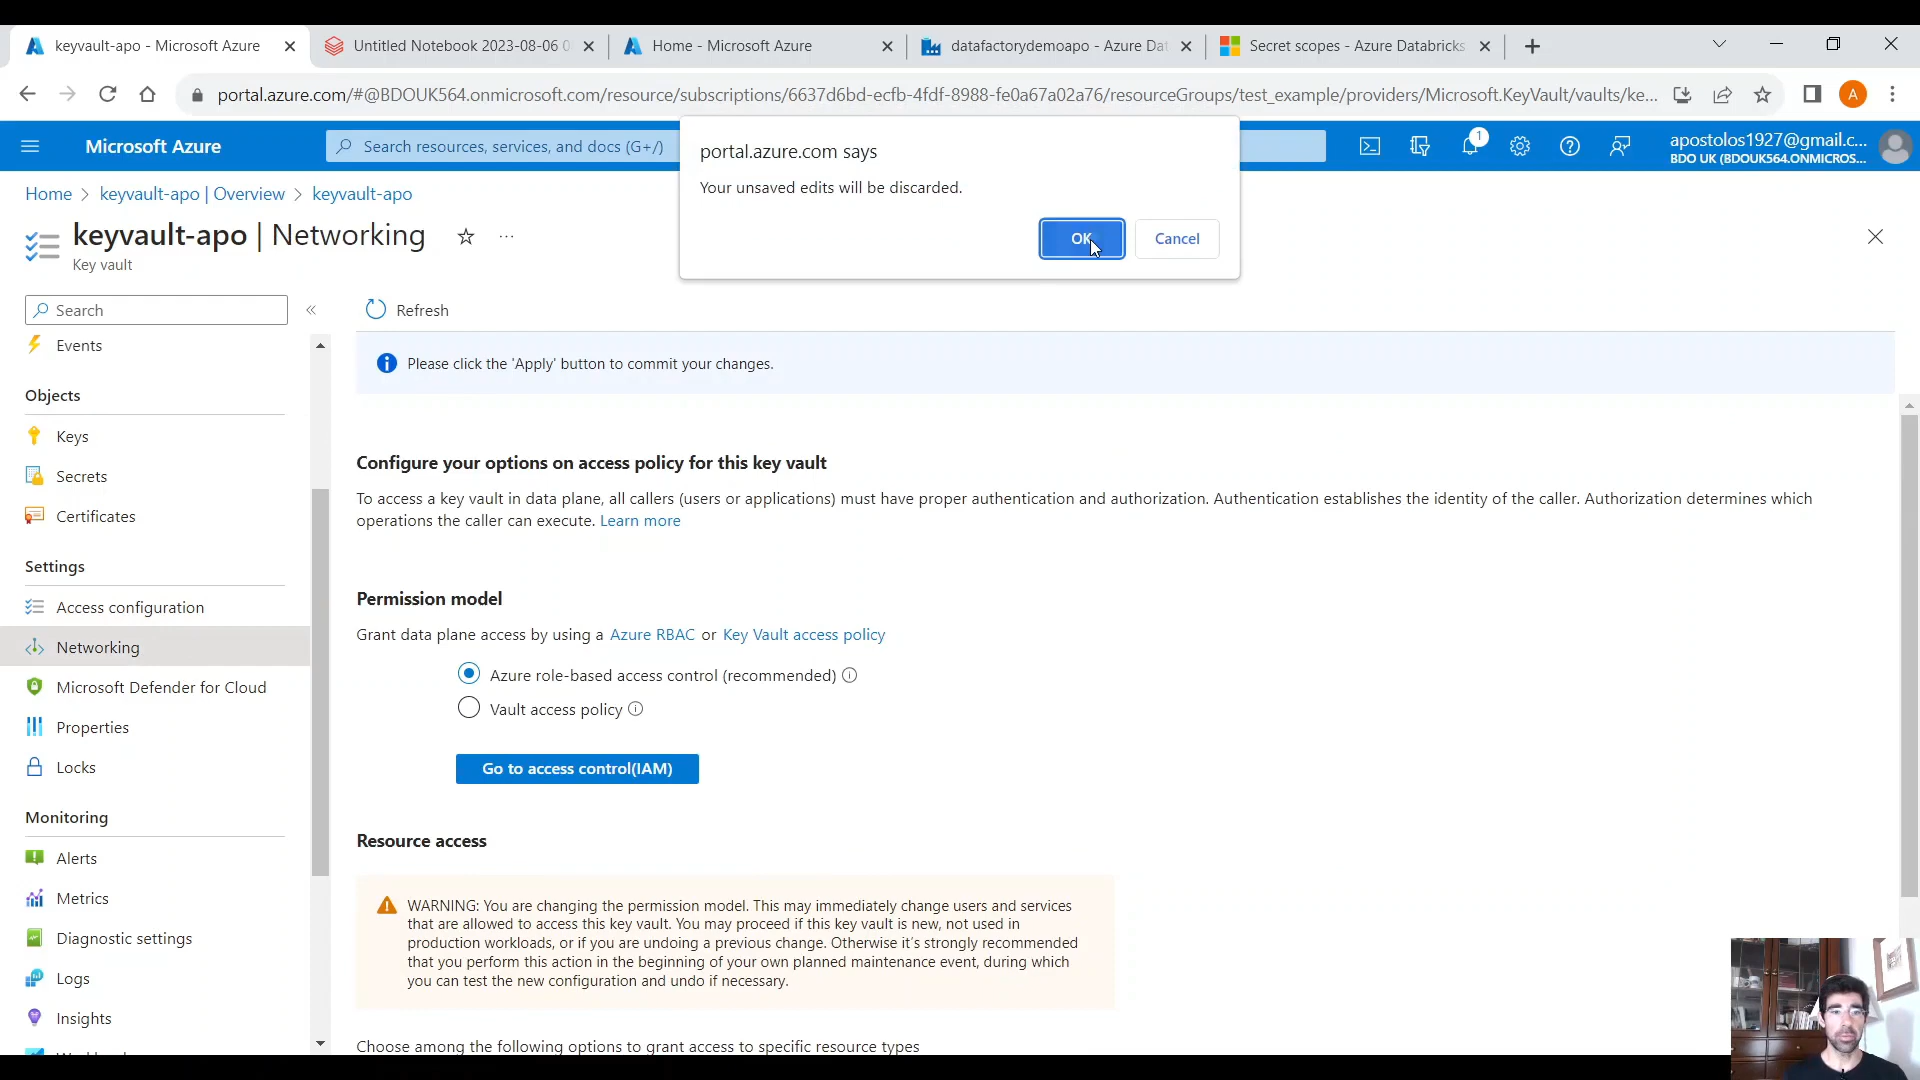 keyvault-apo - Microsoft Azure
Untitled Notebook 2023-08-06 0
Home - Microsoft Azure
datafactorydemoapo - Azure Dat
Secret scopes - Azure Databricks
portal.azure.com/#@BDOUK564.onmicrosoft.com/resource/subscriptions/6637d6bd-ecfb-4fdf-8988-fe0a67a02a76/resourceGroups/test_example/providers/Microsoft.KeyVault/vaults/ke...
A
Microsoft Azure
Search resources, services, and docs (G+/)
1
apostolos1927@gmail.c...
BDO UK (BDOUK564.ONMICROS...
portal.azure.com says
Your unsaved edits will be discarded.
OK
Cancel
Home > keyvault-apo | Overview > keyvault-apo
keyvault-apo | Networking
Key vault
Search
Refresh
Events
Please click the 'Apply' button to commit your changes.
Objects
Keys
Secrets
Certificates
Settings
Access configuration
Networking
Microsoft Defender for Cloud
Properties
Locks
Monitoring
Alerts
Metrics
Diagnostic settings
Logs
Insights
Configure your options on access policy for this key vault
To access a key vault in data plane, all callers (users or applications) must have proper authentication and authorization. Authentication establishes the identity of the caller. Authorization determines which
operations the caller can execute. Learn more
Permission model
Grant data plane access by using a Azure RBAC or Key Vault access policy
Azure role-based access control (recommended)
Vault access policy
Go to access control(IAM)
Resource access
WARNING: You are changing the permission model. This may immediately change users and services
that are allowed to access this key vault. You may proceed if this key vault is new, not used in
production workloads, or if you are undoing a previous change. Otherwise it's strongly recommended
that you perform this action in the beginning of your own planned maintenance event, during which
you can test the new configuration and undo if necessary.
Choose among the following options to grant access to specific resource types